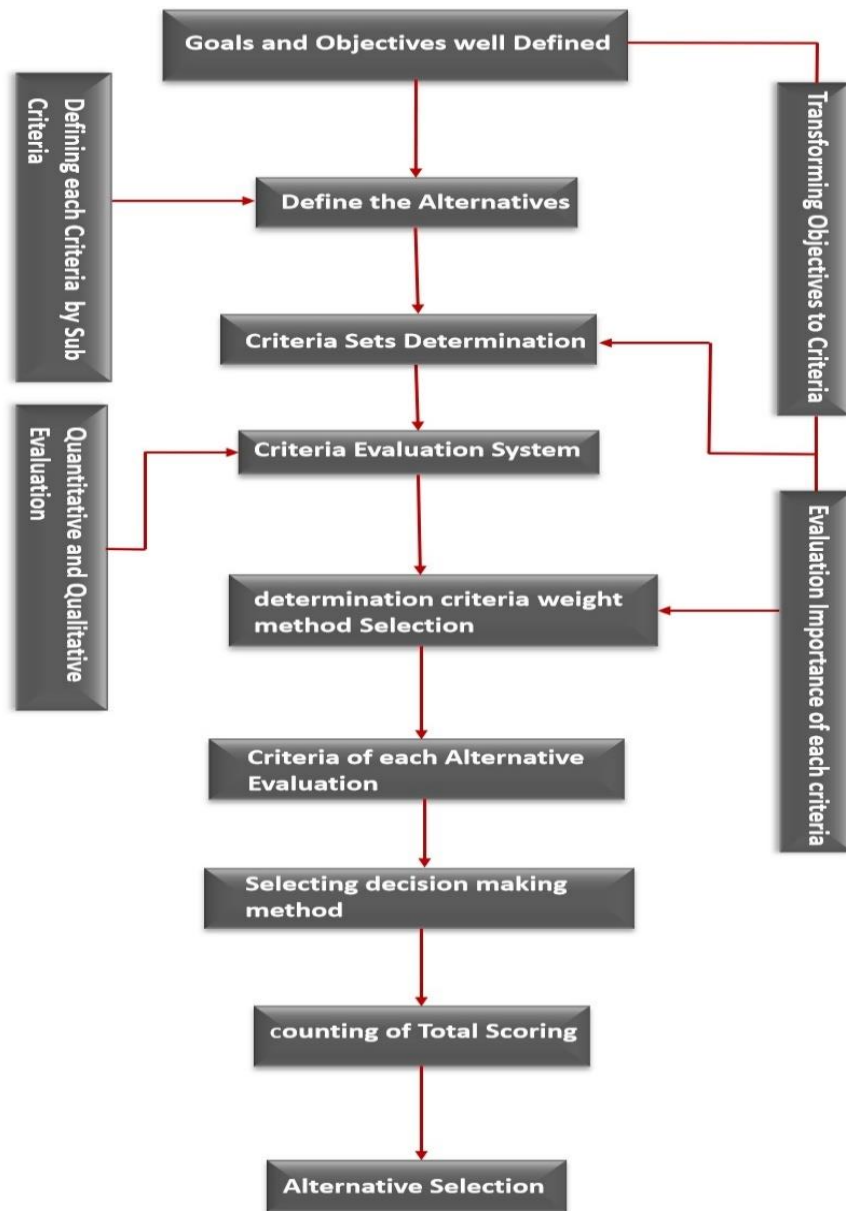 Goals and Objectives well Defined
Defining each Criteria by Sub
Criteria
Transforming Objectives to Criteria
Define the Alternatives
Criteria Sets Determination
Quantitative and Qualitative
Evaluation
Criteria Evaluation System
Evaluation Importance of each criteria
determination criteria weight
method Selection
Criteria of each Alternative
Evaluation
Selecting decision making
method
counting of Total Scoring
Alternative Selection